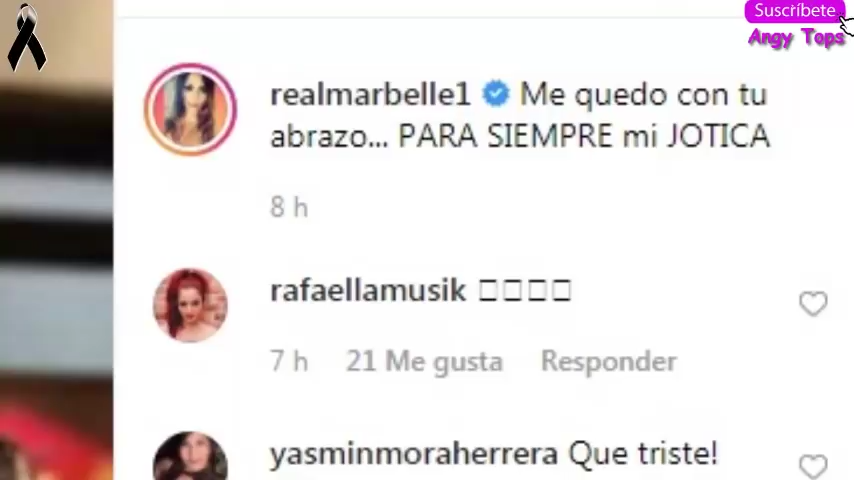 Suscríbete
Angy Tops
realmarbelle1 Me quedo con tu
abrazo... PARA SIEMPRE mi JOTICA
8 h
rafaellamusik □□□□
7 h 21 Me gusta Responder
yasminmoraherrera Que triste!